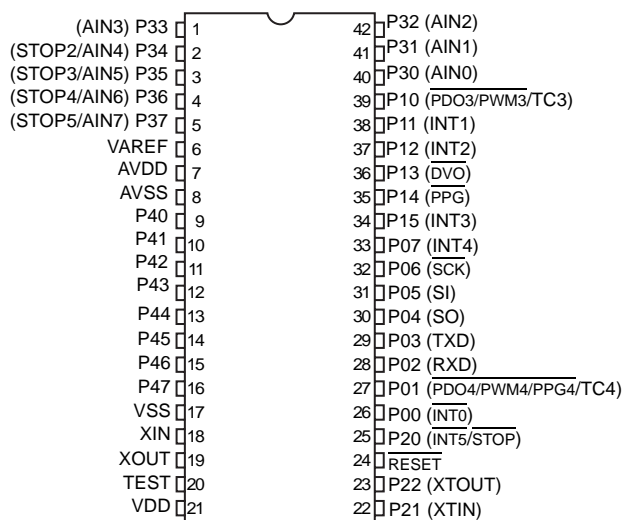 (AIN3) P33 1 42 P32 (AIN2)
(STOP2/AIN4) P34 2 41 P31 (AIN1)
(STOP3/AIN5) P35 3 40 P30 (AIN0)
(STOP4/AIN6) P36 4 39 P10 (PDO3/PWM3/TC3)
(STOP5/AIN7) P37 5 38 P11 (INT1)
VAREF 6 37 P12 (INT2)
AVDD 7 36 P13 (DVO)
AVSS 8 35 P14 (PPG)
P40 9 34 P15 (INT3)
P41 10 33 P07 (INT4)
P42 11 32 P06 (SCK)
P43 12 31 P05 (SI)
P44 13 30 P04 (SO)
P45 14 29 P03 (TXD)
P46 15 28 P02 (RXD)
P47 16 27 P01 (PDO4/PWM4/PPG4/TC4)
VSS 17 26 P00 (INT0)
XIN 18 25 P20 (INT5/STOP)
XOUT 19 24 RESET
TEST 20 23 P22 (XTOUT)
VDD 21 22 P21 (XTIN)